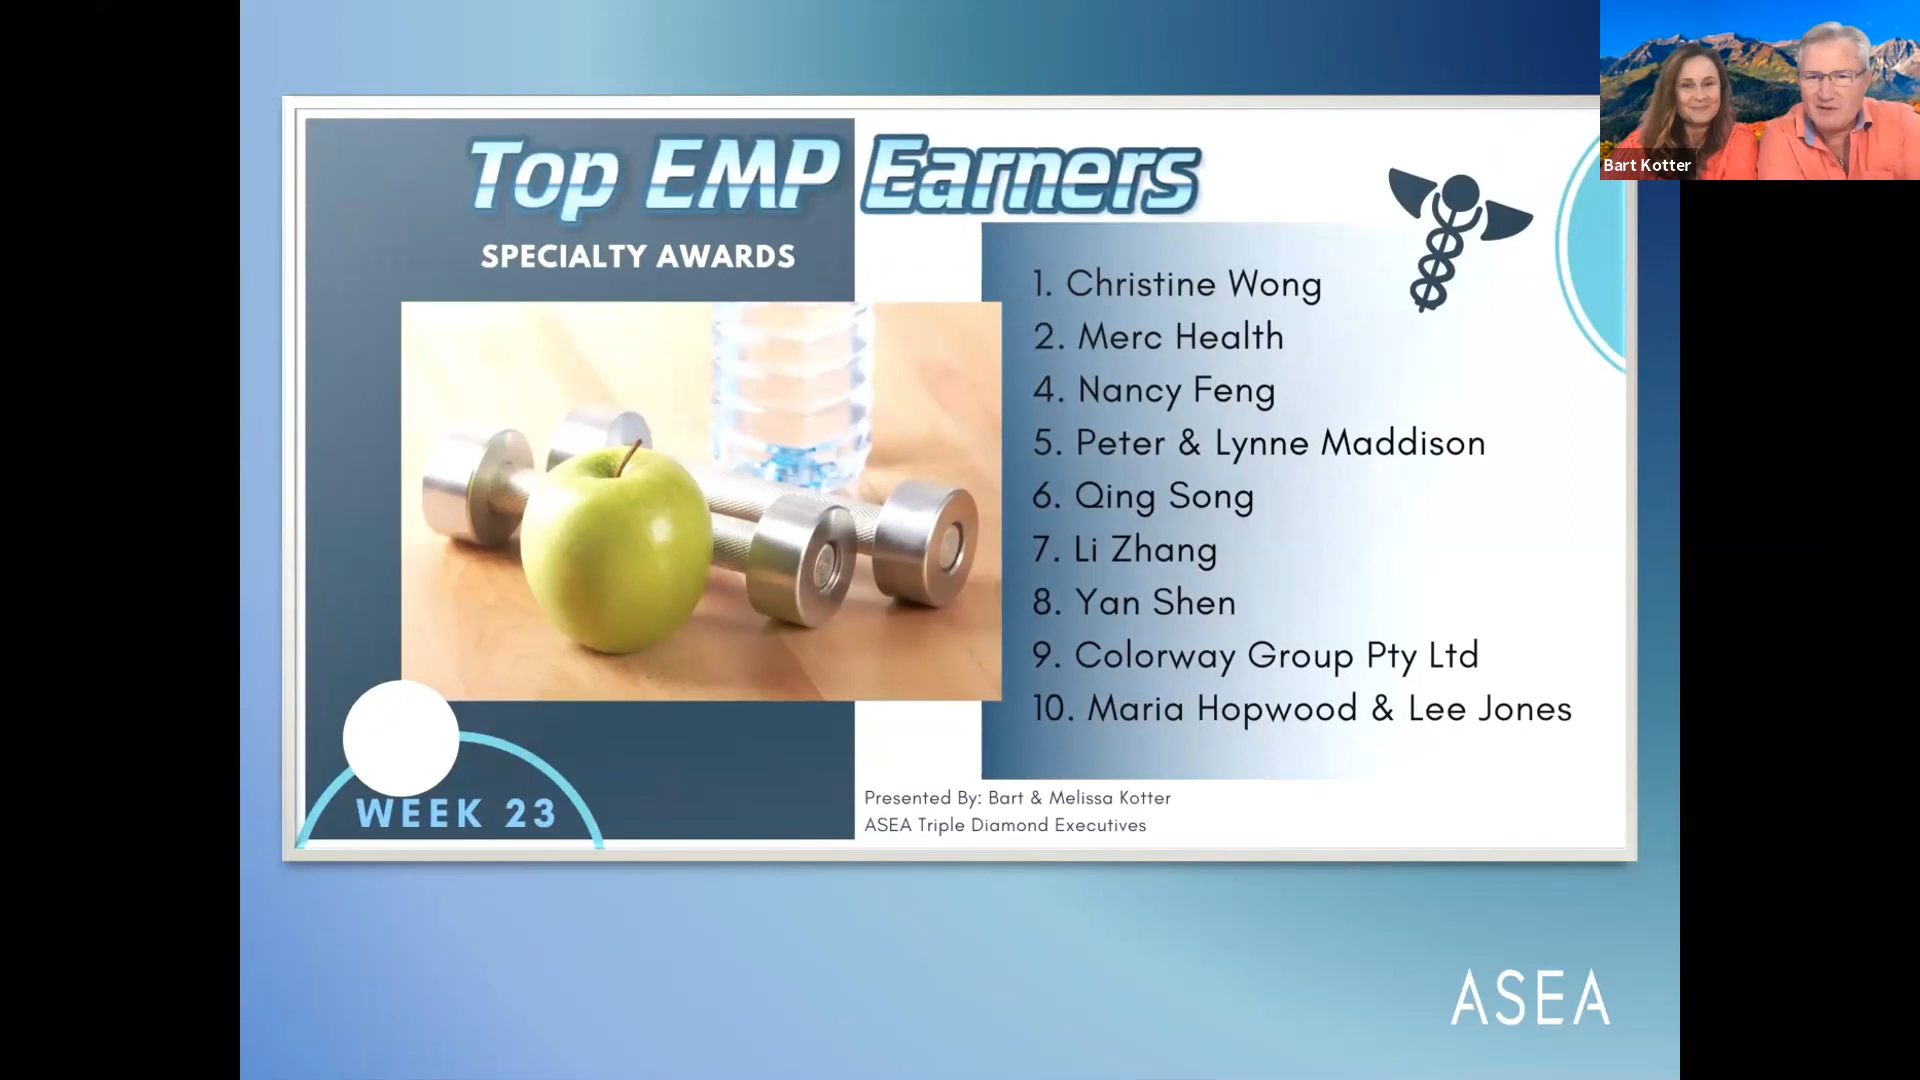 Top EMP Earners
SPECIALTY AWARDS
1. Christine Wong
2. Merc Health
4. Nancy Feng
5. Peter & Lynne Maddison
6. Qing Song
7. Li Zhang
8. Yan Shen
9. Colorway Group Pty Ltd
10. Maria Hopwood & Lee Jones
WEEK 23
Presented By: Bart & Melissa Kotter
ASEA Triple Diamond Executives
Bart Kotter
ASEA